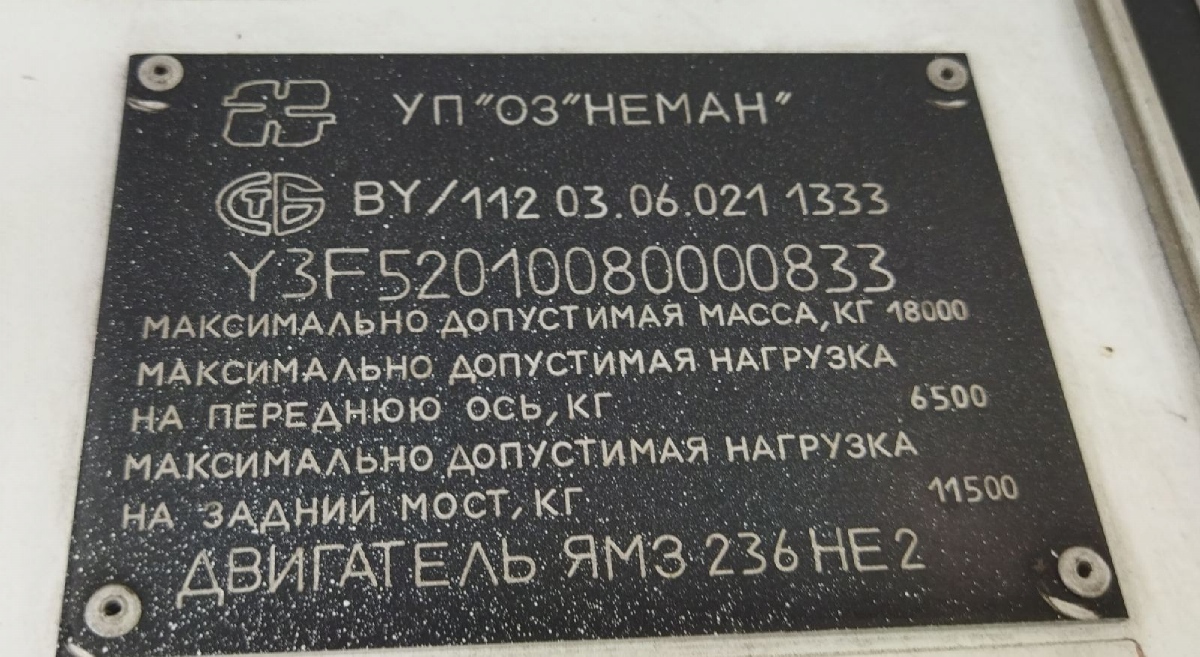 УП "ОЗ"НЕМАН"
СТБ BY/112 03.06.021 1333
Y3F52010080000833
МАКСИМАЛЬНО ДОПУСТИМАЯ МАССА, КГ 18000
МАКСИМАЛЬНО ДОПУСТИМАЯ НАГРУЗКА
НА ПЕРЕДНЮЮ ОСЬ, КГ 6500
МАКСИМАЛЬНО ДОПУСТИМАЯ НАГРУЗКА
НА ЗАДНИЙ МОСТ, КГ 11500
ДВИГАТЕЛЬ ЯМЗ 236 НЕ2